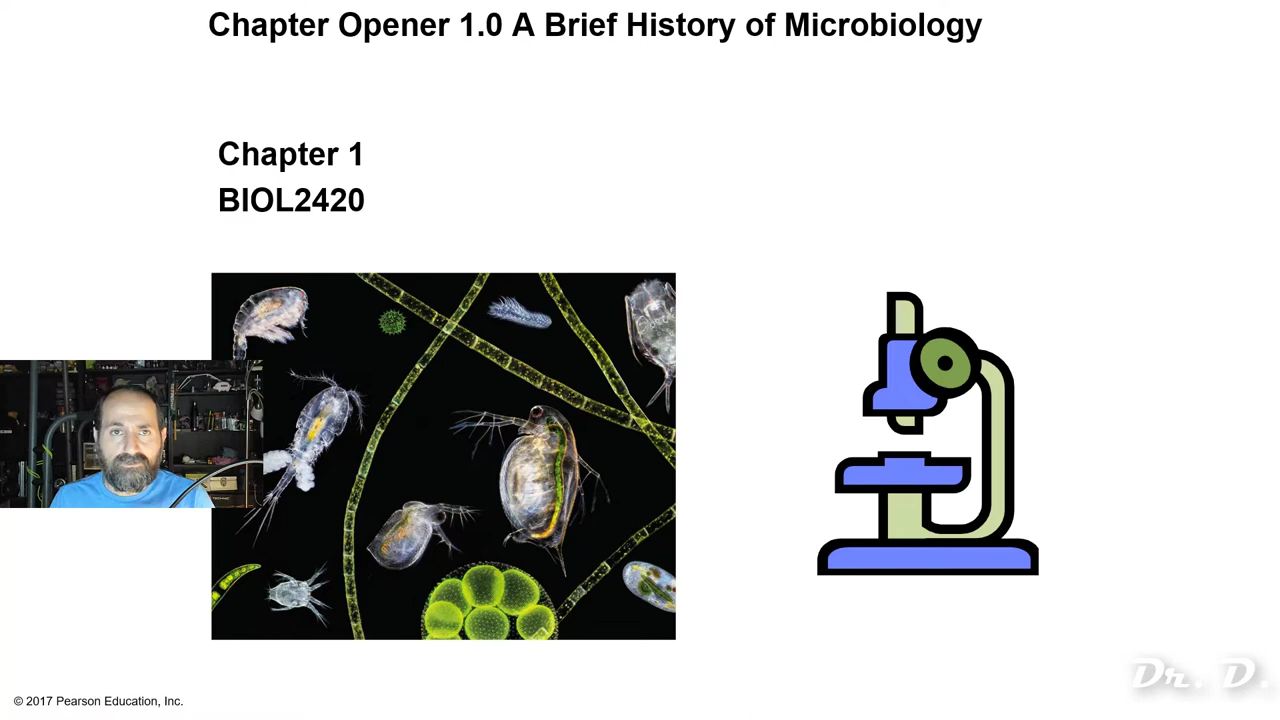 Chapter Opener 1.0 A Brief History of Microbiology
Chapter 1
BIOL2420
© 2017 Pearson Education, Inc.
Dr. D.